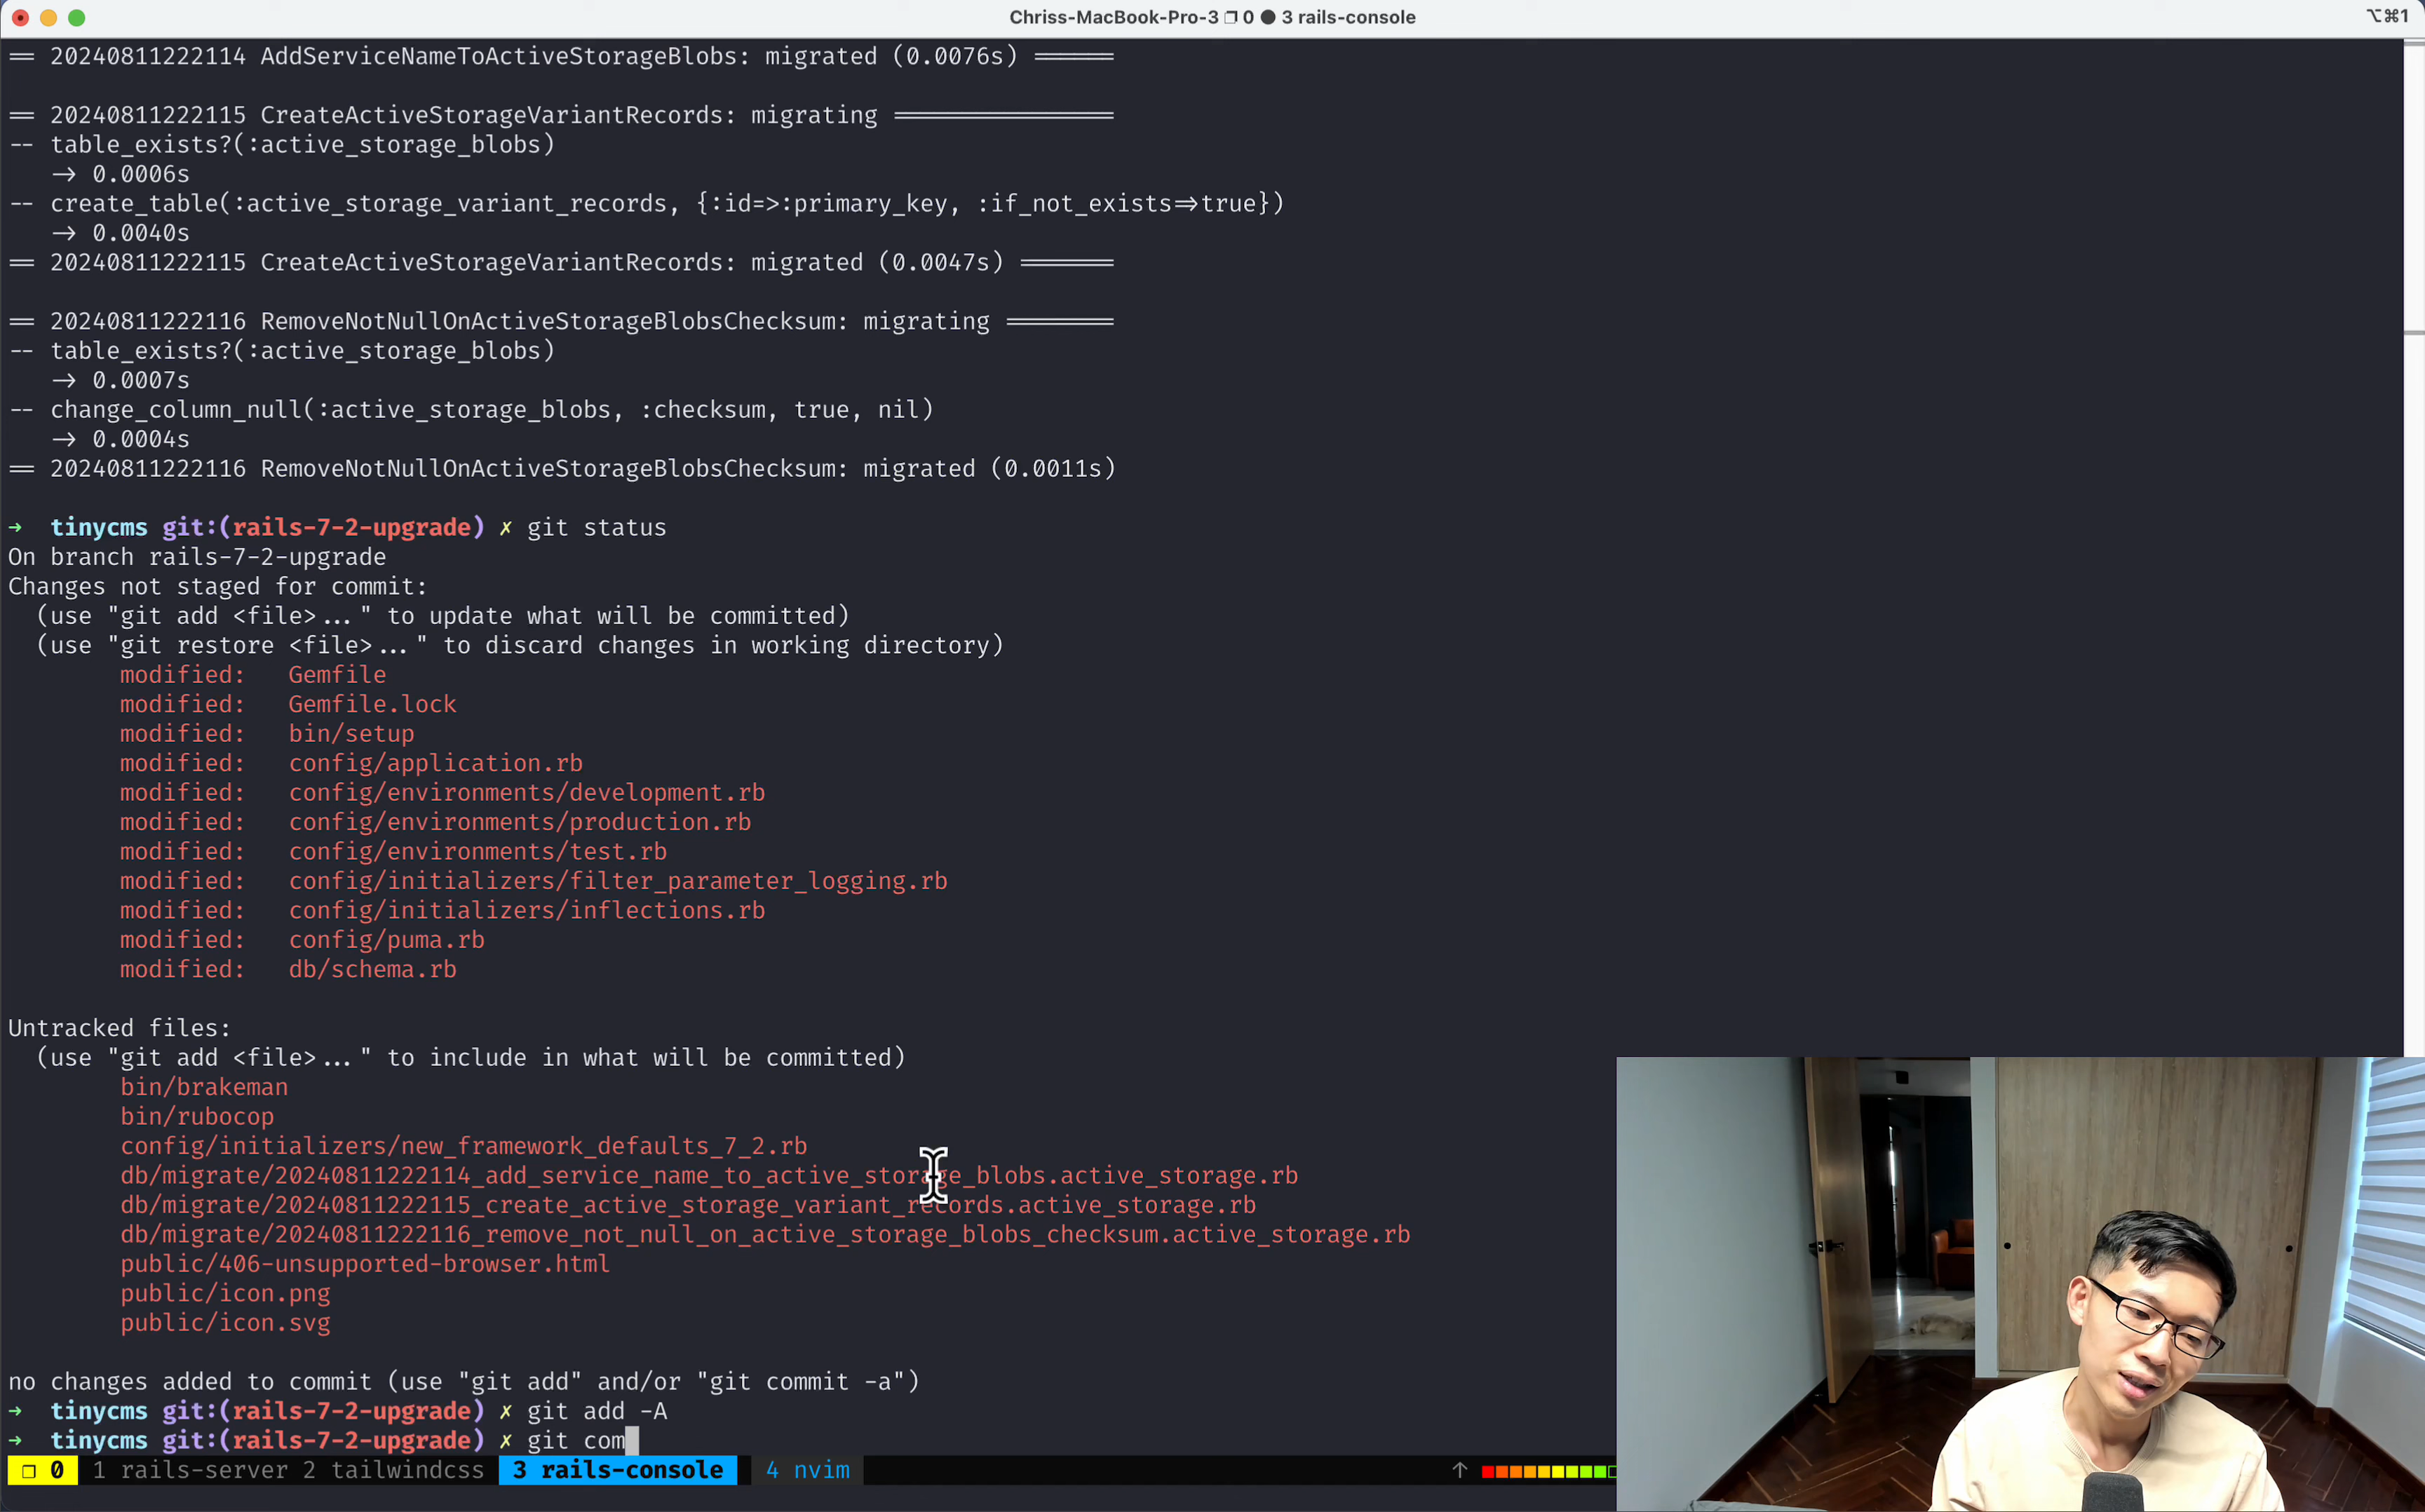 Chriss-MacBook-Pro-3 ❐ 0 ● 3 rails-console
⌥⌘1
== 20240811222114 AddServiceNameToActiveStorageBlobs: migrated (0.0076s) ======
== 20240811222115 CreateActiveStorageVariantRecords: migrating ================
-- table_exists?(:active_storage_blobs)
   -> 0.0006s
-- create_table(:active_storage_variant_records, {:id=>:primary_key, :if_not_exists=>true})
   -> 0.0040s
== 20240811222115 CreateActiveStorageVariantRecords: migrated (0.0047s) =======
== 20240811222116 RemoveNotNullOnActiveStorageBlobsChecksum: migrating ========
-- table_exists?(:active_storage_blobs)
   -> 0.0007s
-- change_column_null(:active_storage_blobs, :checksum, true, nil)
   -> 0.0004s
== 20240811222116 RemoveNotNullOnActiveStorageBlobsChecksum: migrated (0.0011s)
→ tinycms git:(rails-7-2-upgrade) ✗ git status
On branch rails-7-2-upgrade
Changes not staged for commit:
  (use "git add <file>..." to update what will be committed)
  (use "git restore <file>..." to discard changes in working directory)
        modified:   Gemfile
        modified:   Gemfile.lock
        modified:   bin/setup
        modified:   config/application.rb
        modified:   config/environments/development.rb
        modified:   config/environments/production.rb
        modified:   config/environments/test.rb
        modified:   config/initializers/filter_parameter_logging.rb
        modified:   config/initializers/inflections.rb
        modified:   config/puma.rb
        modified:   db/schema.rb
Untracked files:
  (use "git add <file>..." to include in what will be committed)
        bin/brakeman
        bin/rubocop
        config/initializers/new_framework_defaults_7_2.rb
        db/migrate/20240811222114_add_service_name_to_active_storage_blobs.active_storage.rb
        db/migrate/20240811222115_create_active_storage_variant_records.active_storage.rb
        db/migrate/20240811222116_remove_not_null_on_active_storage_blobs_checksum.active_storage.rb
        public/406-unsupported-browser.html
        public/icon.png
        public/icon.svg
no changes added to commit (use "git add" and/or "git commit -a")
→ tinycms git:(rails-7-2-upgrade) ✗ git add -A
→ tinycms git:(rails-7-2-upgrade) ✗ git com
❐ 0 1 rails-server 2 tailwindcss 3 rails-console 4 nvim ↑